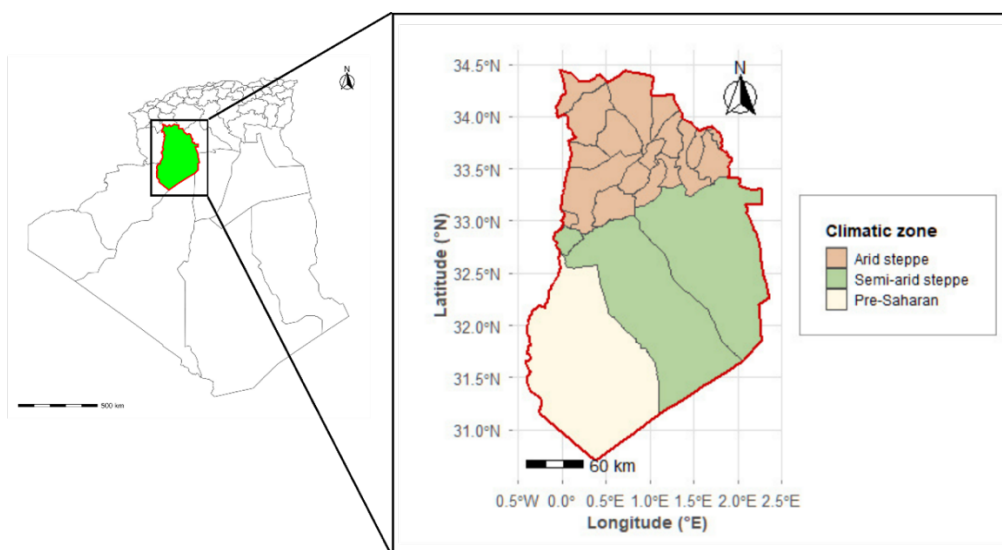 N
500 km
N
34.5°N
34.0°N
33.5°N
33.0°N
32.5°N
32.0°N
31.5°N
31.0°N
Latitude (°N)
60 km
0.5°W 0.0° 0.5°E 1.0°E 1.5°E 2.0°E 2.5°E
Longitude (°E)
Climatic zone
Arid steppe
Semi-arid steppe
Pre-Saharan